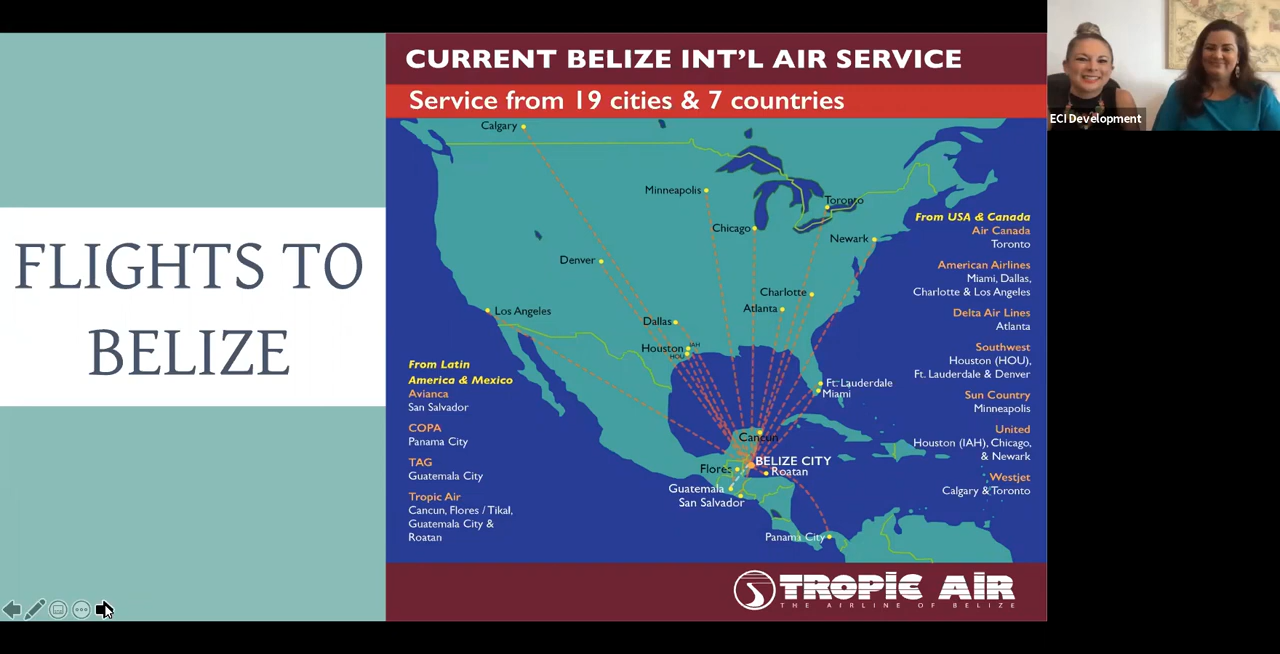 FLIGHTS TO
BELIZE
CURRENT BELIZE INT'L AIR SERVICE
Service from 19 cities & 7 countries
Calgary
Minneapolis
Toronto
Chicago
Newark
Denver
Charlotte
Atlanta
Los Angeles
Dallas
Houston
IAH
HOU
Ft. Lauderdale
Miami
Cancun
BELIZE CITY
Flores
Roatan
Guatemala
San Salvador
Panama City
From Latin
America & Mexico
Avianca
San Salvador
COPA
Panama City
TAG
Guatemala City
Tropic Air
Cancun, Flores / Tikal,
Guatemala City &
Roatan
From USA & Canada
Air Canada
Toronto
American Airlines
Miami, Dallas,
Charlotte & Los Angeles
Delta Air Lines
Atlanta
Southwest
Houston (HOU),
Ft. Lauderdale & Denver
Sun Country
Minneapolis
United
Houston (IAH), Chicago,
& Newark
Westjet
Calgary & Toronto
TROPIC AIR
THE AIRLINE OF BELIZE
ECI Development